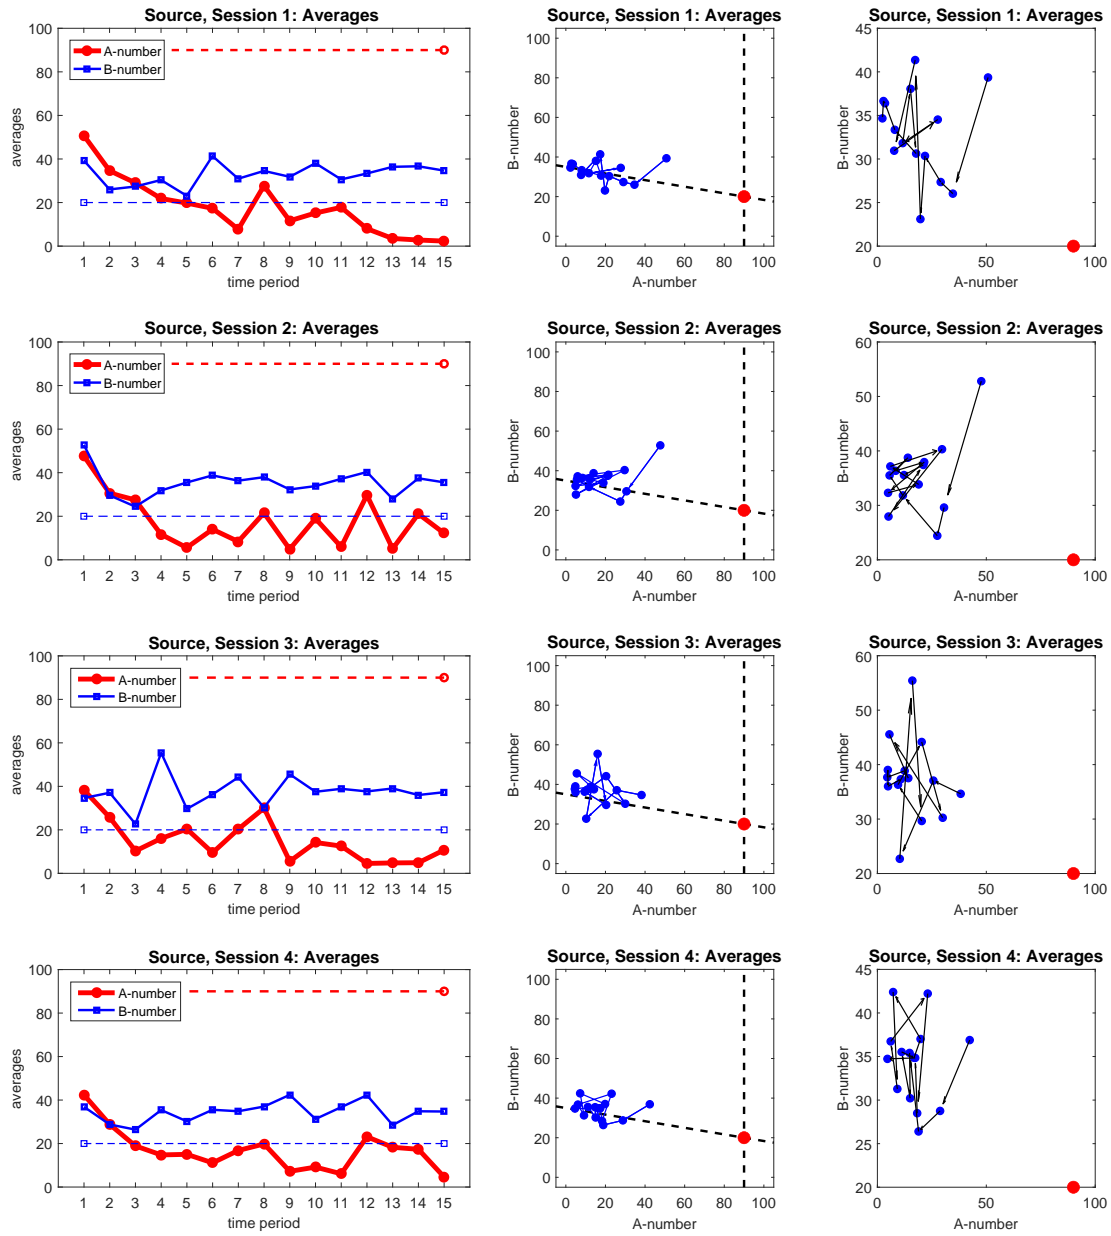 Source, Session 1: Averages
100
80
60
40
20
0
averages
A-number
B-number
1 2 3 4 5 6 7 8 9 10 11 12 13 14 15
time period
Source, Session 1: Averages
100
80
60
40
20
0
B-number
0 20 40 60 80 100
A-number
Source, Session 1: Averages
45
40
35
30
25
20
B-number
0 50 100
A-number
Source, Session 2: Averages
100
80
60
40
20
0
averages
A-number
B-number
1 2 3 4 5 6 7 8 9 10 11 12 13 14 15
time period
Source, Session 2: Averages
100
80
60
40
20
0
B-number
0 20 40 60 80 100
A-number
Source, Session 2: Averages
60
50
40
30
20
B-number
0 50 100
A-number
Source, Session 3: Averages
100
80
60
40
20
0
averages
A-number
B-number
1 2 3 4 5 6 7 8 9 10 11 12 13 14 15
time period
Source, Session 3: Averages
100
80
60
40
20
0
B-number
0 20 40 60 80 100
A-number
Source, Session 3: Averages
60
50
40
30
20
B-number
0 50 100
A-number
Source, Session 4: Averages
100
80
60
40
20
0
averages
A-number
B-number
1 2 3 4 5 6 7 8 9 10 11 12 13 14 15
time period
Source, Session 4: Averages
100
80
60
40
20
0
B-number
0 20 40 60 80 100
A-number
Source, Session 4: Averages
45
40
35
30
25
20
B-number
0 50 100
A-number